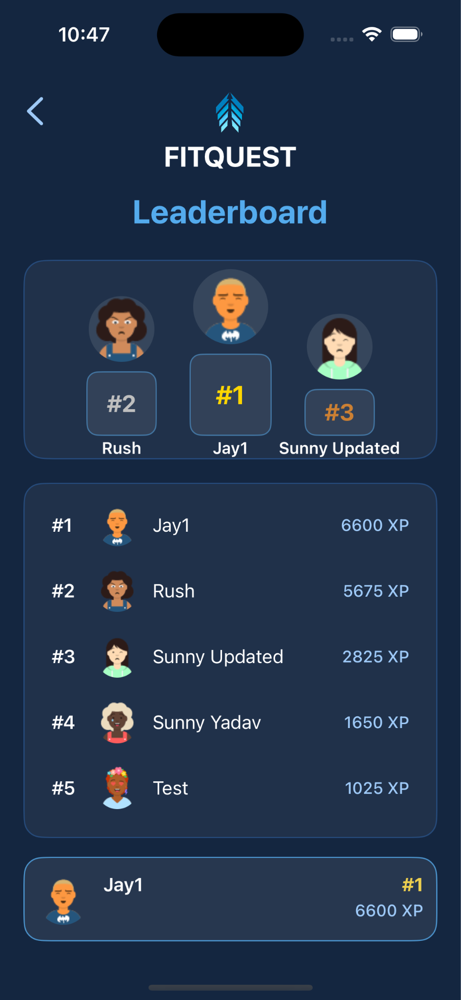 10:47
FITQUEST
Leaderboard
#2
#1
#3
Rush
Jay1
Sunny Updated
#1 Jay1 6600 XP
#2 Rush 5675 XP
#3 Sunny Updated 2825 XP
#4 Sunny Yadav 1650 XP
#5 Test 1025 XP
Jay1 #1
6600 XP